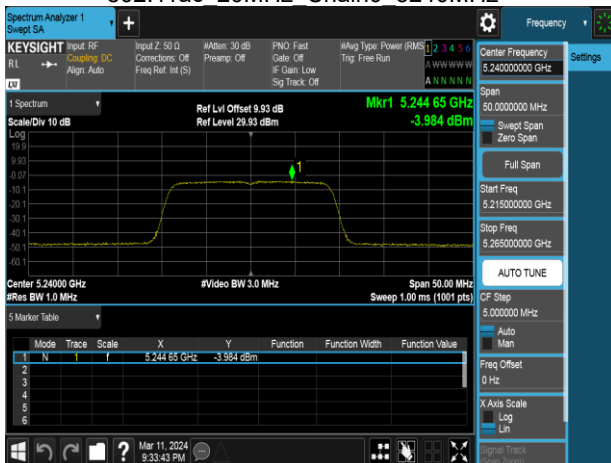 Spectrum Analyzer 1
Swept SA
Frequency
KEYSIGHT
RL
LXI
Input: RF
Coupling: DC
Align: Auto
Input Z: 50 Ω
Corrections: Off
Freq Ref: Int (S)
#Atten: 30 dB
Preamp: Off
PNO: Fast
Gate: Off
IF Gain: Low
Sig Track: Off
#Avg Type: Power (RMS
Trig: Free Run
1 2 3 4 5 6
A W W W W W
A N N N N N
Center Frequency
5.240000000 GHz
Settings
Span
50.0000000 MHz
Swept Span
Zero Span
Full Span
Start Freq
5.215000000 GHz
Stop Freq
5.265000000 GHz
AUTO TUNE
CF Step
5.000000 MHz
Auto
Man
Freq Offset
0 Hz
X Axis Scale
Log
Lin
Signal Track
1 Spectrum
Scale/Div 10 dB
Ref Lvl Offset 9.93 dB
Ref Level 29.93 dBm
Mkr1 5.244 65 GHz
-3.984 dBm
Log
19.9
9.93
-0.07
-10.1
-20.1
-30.1
-40.1
-50.1
-60.1
1
Center 5.24000 GHz
#Res BW 1.0 MHz
#Video BW 3.0 MHz
Span 50.00 MHz
Sweep 1.00 ms (1001 pts)
5 Marker Table
Mode Trace Scale X Y Function Function Width Function Value
1 N 1 f 5.244 65 GHz -3.984 dBm
2
3
4
5
6
?
Mar 11, 2024
9:33:43 PM